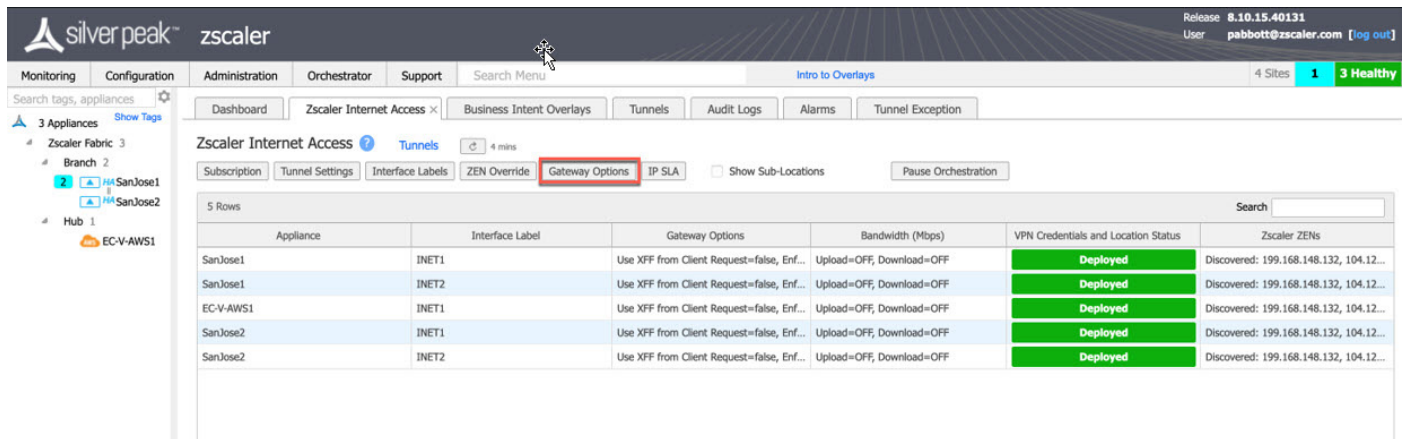 silver peak™ zscaler
Release 8.10.15.40131
User pabbott@zscaler.com [log out]
Monitoring Configuration Administration Orchestrator Support Search Menu Intro to Overlays 4 Sites 1 3 Healthy
Search tags, appliances
3 Appliances Show Tags
Zscaler Fabric 3
Branch 2
2 HA SanJose1
HA SanJose2
Hub 1
aws EC-V-AWS1
Dashboard Zscaler Internet Access × Business Intent Overlays Tunnels Audit Logs Alarms Tunnel Exception
Zscaler Internet Access ? Tunnels 4 mins
Subscription Tunnel Settings Interface Labels ZEN Override Gateway Options IP SLA Show Sub-Locations Pause Orchestration
5 Rows Search
Appliance Interface Label Gateway Options Bandwidth (Mbps) VPN Credentials and Location Status Zscaler ZENs
SanJose1 INET1 Use XFF from Client Request=false, Enf... Upload=OFF, Download=OFF Deployed Discovered: 199.168.148.132, 104.12...
SanJose1 INET2 Use XFF from Client Request=false, Enf... Upload=OFF, Download=OFF Deployed Discovered: 199.168.148.132, 104.12...
EC-V-AWS1 INET1 Use XFF from Client Request=false, Enf... Upload=OFF, Download=OFF Deployed Discovered: 199.168.148.132, 104.12...
SanJose2 INET1 Use XFF from Client Request=false, Enf... Upload=OFF, Download=OFF Deployed Discovered: 199.168.148.132, 104.12...
SanJose2 INET2 Use XFF from Client Request=false, Enf... Upload=OFF, Download=OFF Deployed Discovered: 199.168.148.132, 104.12...